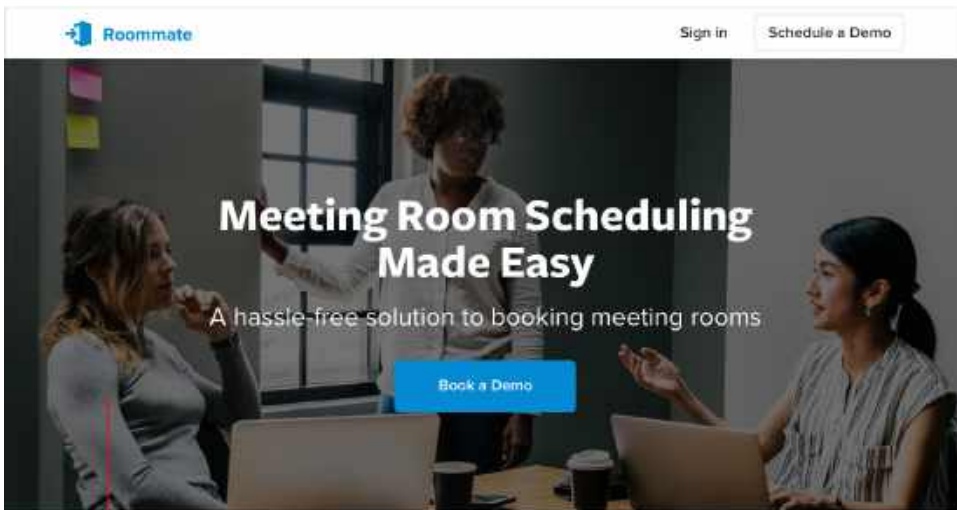 Roommate
Sign in
Schedule a Demo
Meeting Room Scheduling
Made Easy
A hassle-free solution to booking meeting rooms
Book a Demo